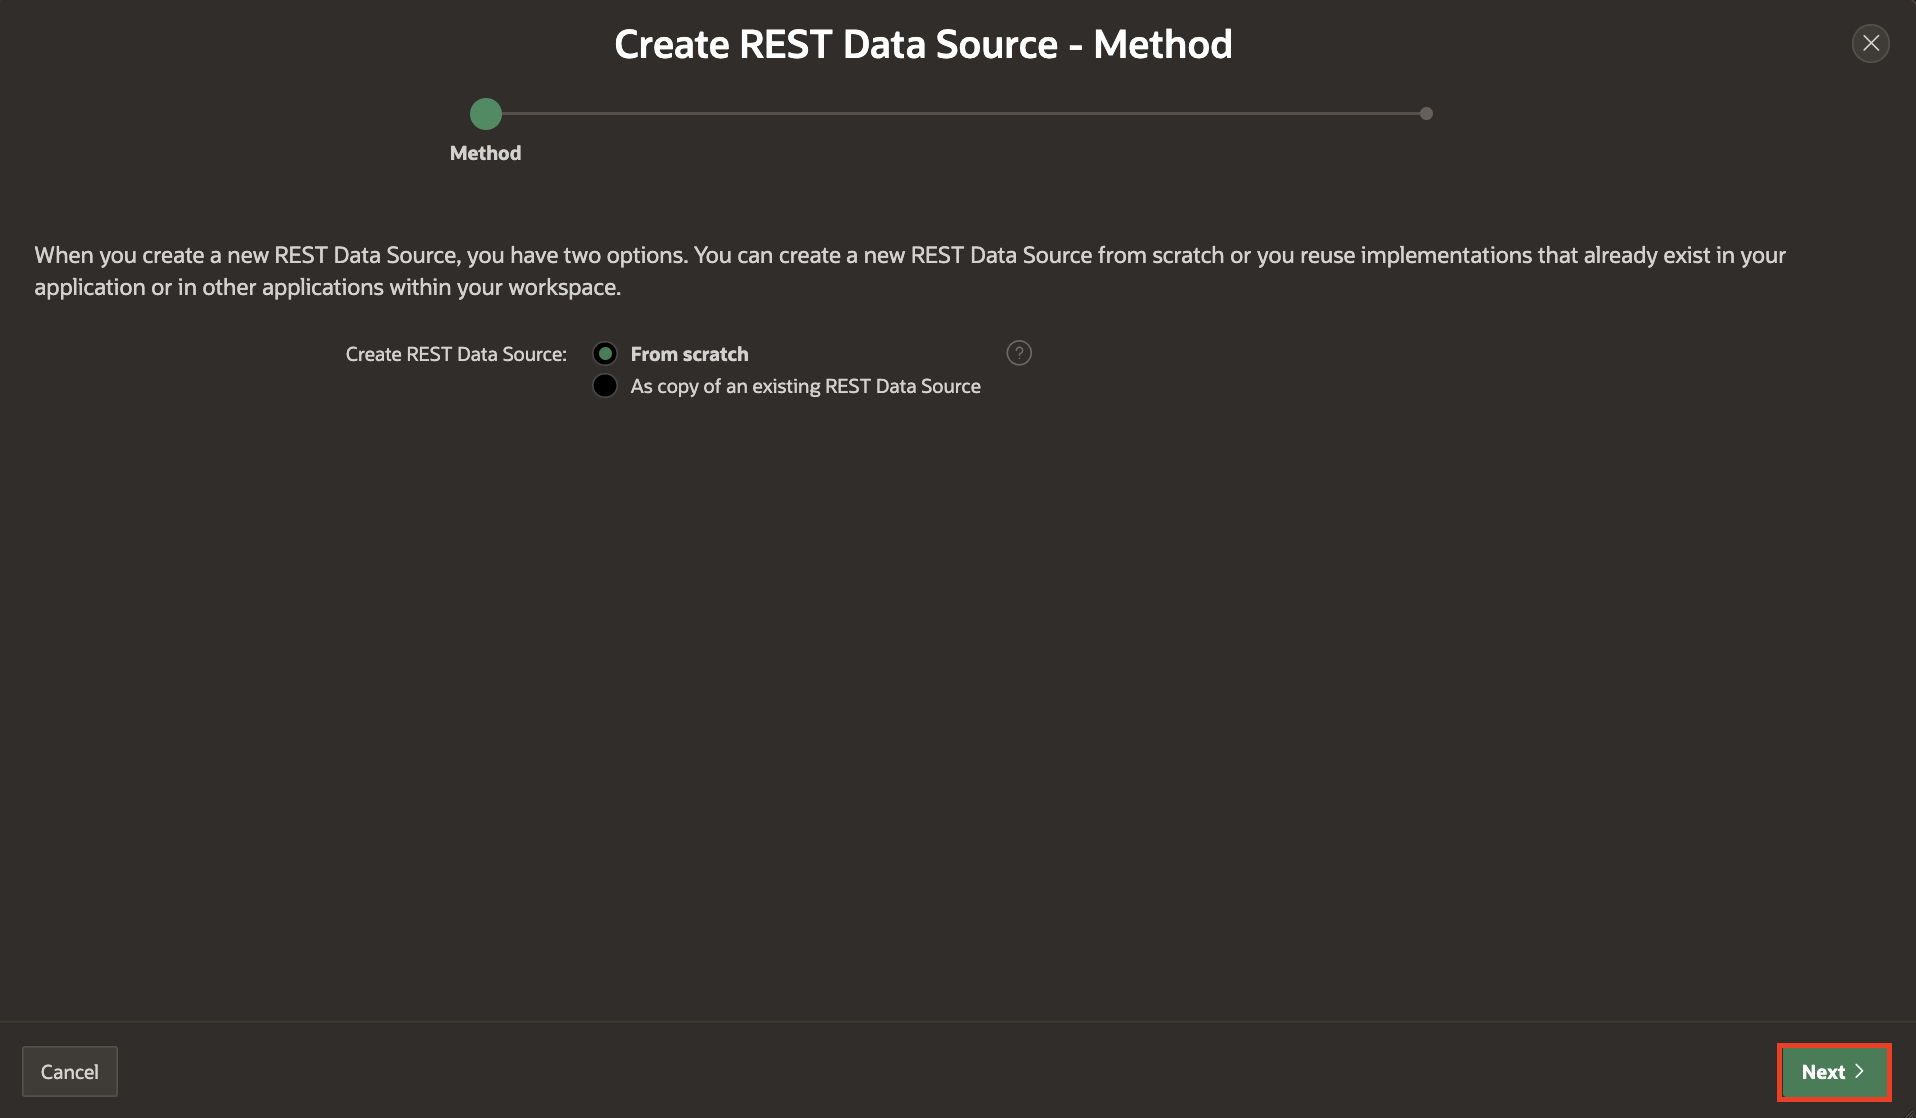 Create REST Data Source - Method
Method
When you create a new REST Data Source, you have two options. You can create a new REST Data Source from scratch or you reuse implementations that already exist in your
application or in other applications within your workspace.
Create REST Data Source: From scratch ?
As copy of an existing REST Data Source
Cancel Next